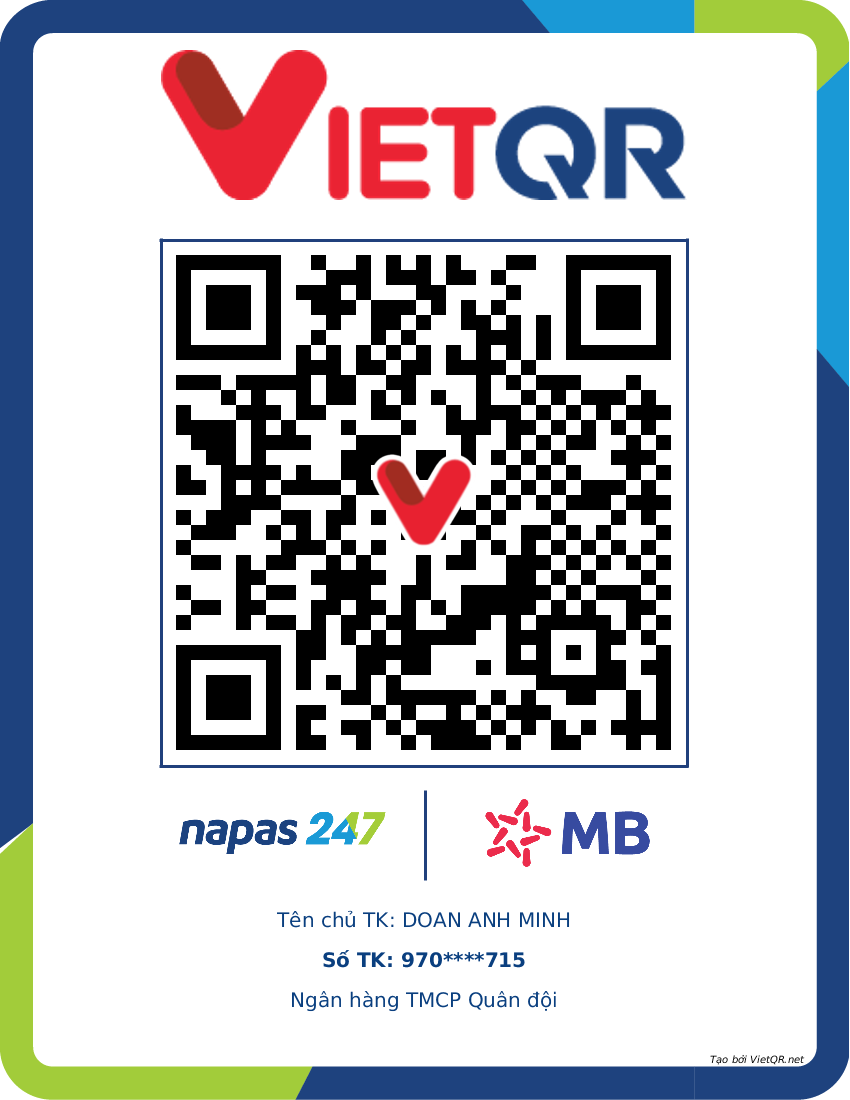 VIETQR
napas 247
MB
Tên chủ TK: DOAN ANH MINH
Số TK: 970****715
Ngân hàng TMCP Quân đội
Tạo bởi VietQR.net